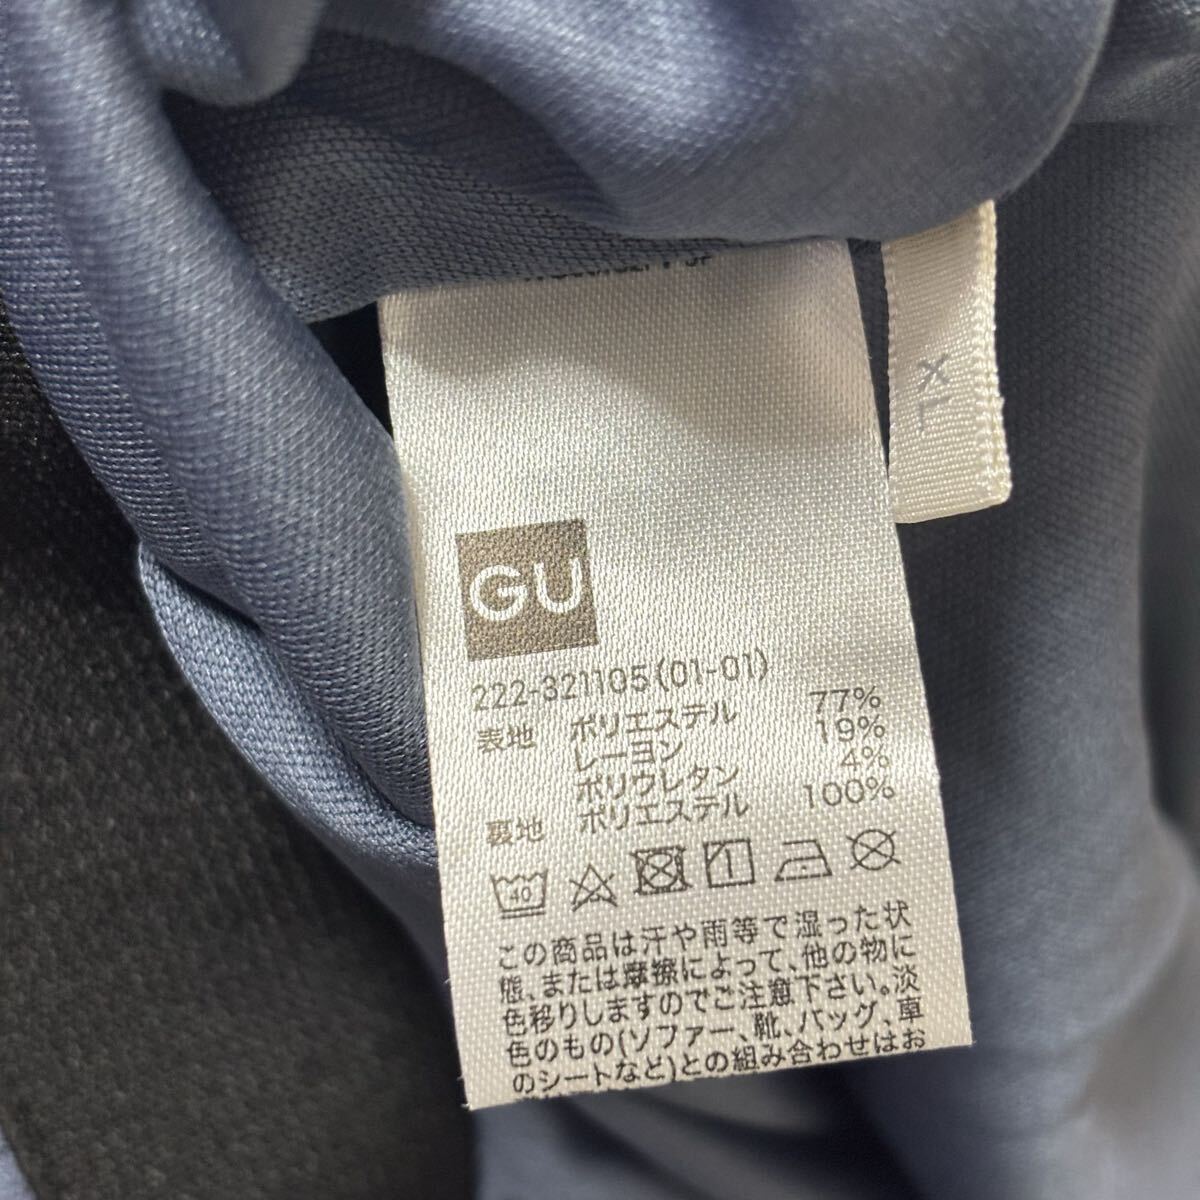 XL
GU
222-321105(01-01)
表地 ポリエステル 77%
レーヨン 19%
ポリウレタン 4%
裏地 ポリエステル 100%
40
この商品は汗や雨等で湿った状
態、または摩擦によって、他の物に
色移りしますのでご注意下さい。淡
色のもの(ソファー、靴、バッグ、車
のシートなど)との組み合わせはお